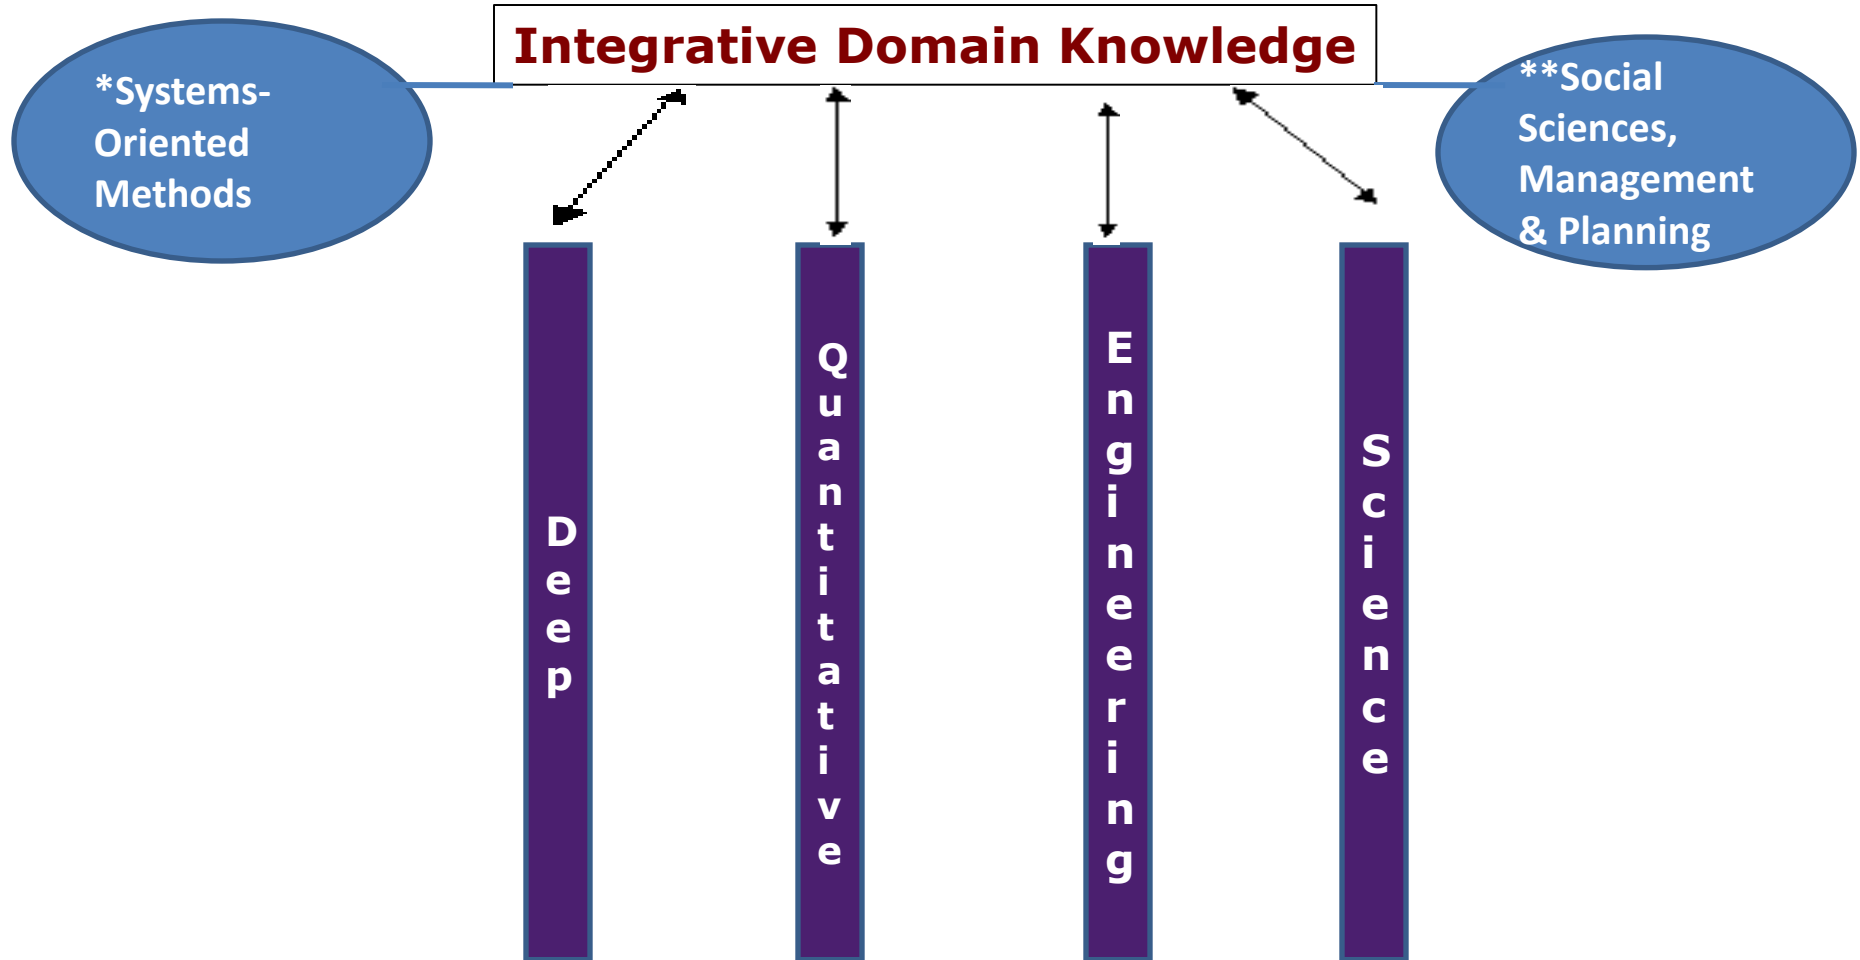 Integrative Domain Knowledge
*Systems-
Oriented
Methods
**Social
Sciences,
Management
& Planning
Deep
Quantitative
Engineering
Science